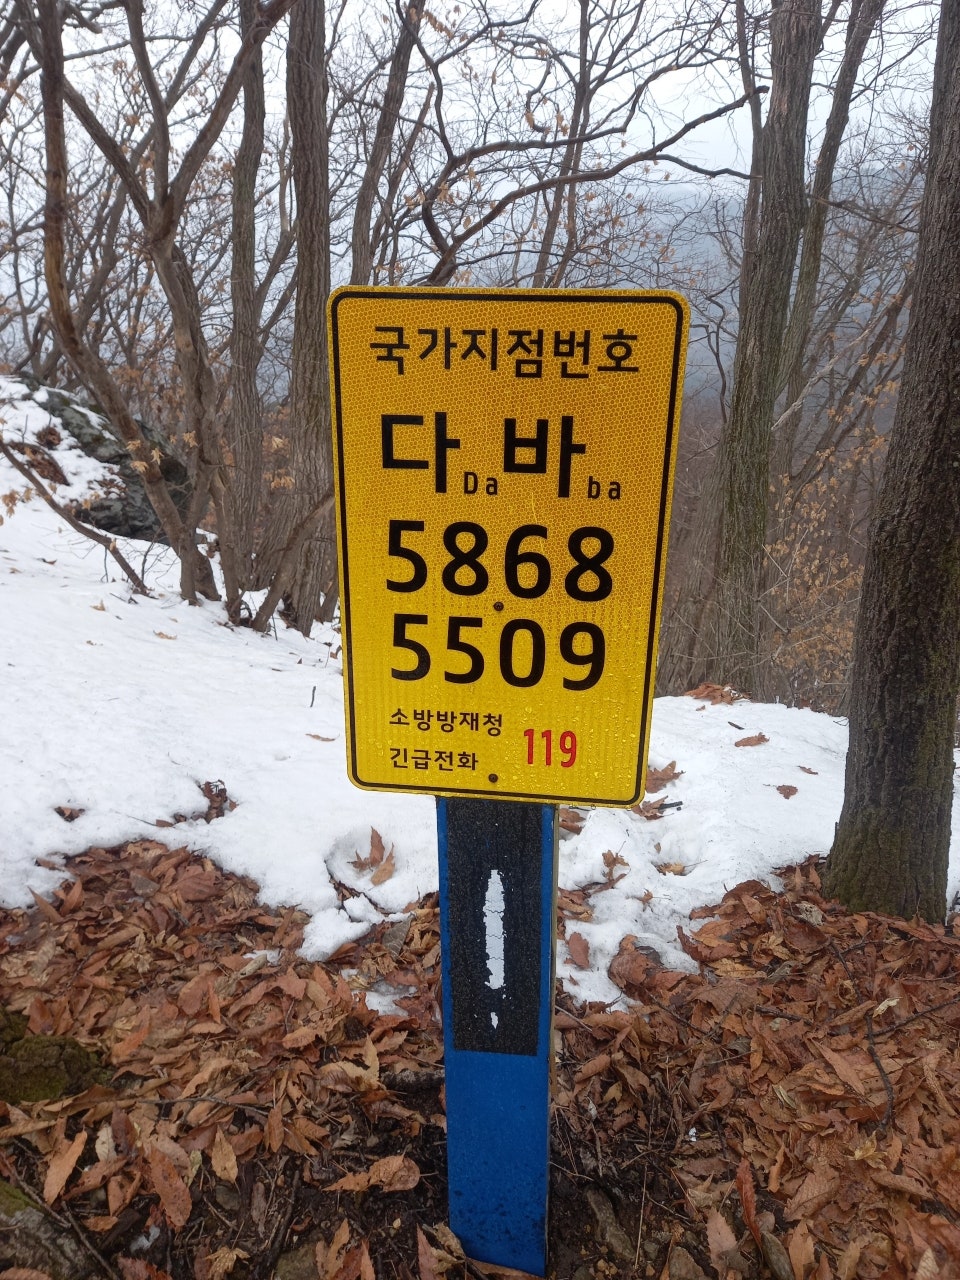 국가지점번호
다Da 바ba
5868
5509
소방방재청
긴급전화 119